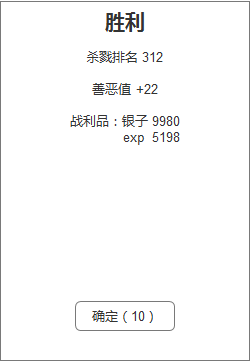 胜利
杀戮排名 312
善恶值 +22
战利品：银子 9980
exp 5198
确定（10）